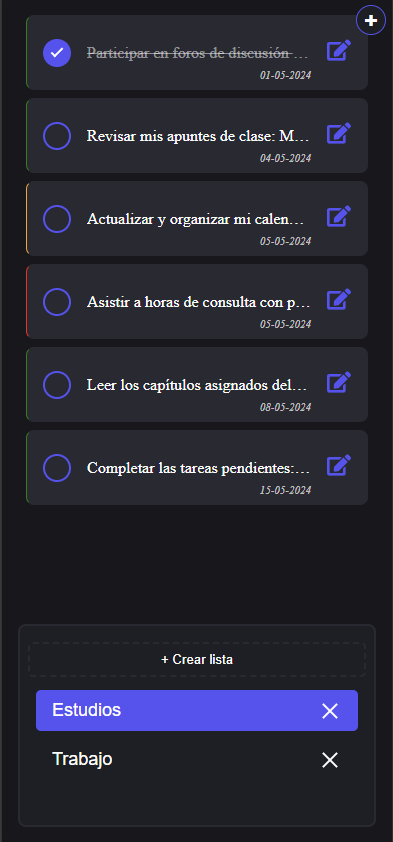 +
Participar en foros de discusión ...
01-05-2024
Revisar mis apuntes de clase: M...
04-05-2024
Actualizar y organizar mi calen...
05-05-2024
Asistir a horas de consulta con p...
05-05-2024
Leer los capítulos asignados del...
08-05-2024
Completar las tareas pendientes:...
15-05-2024
+ Crear lista
Estudios
Trabajo